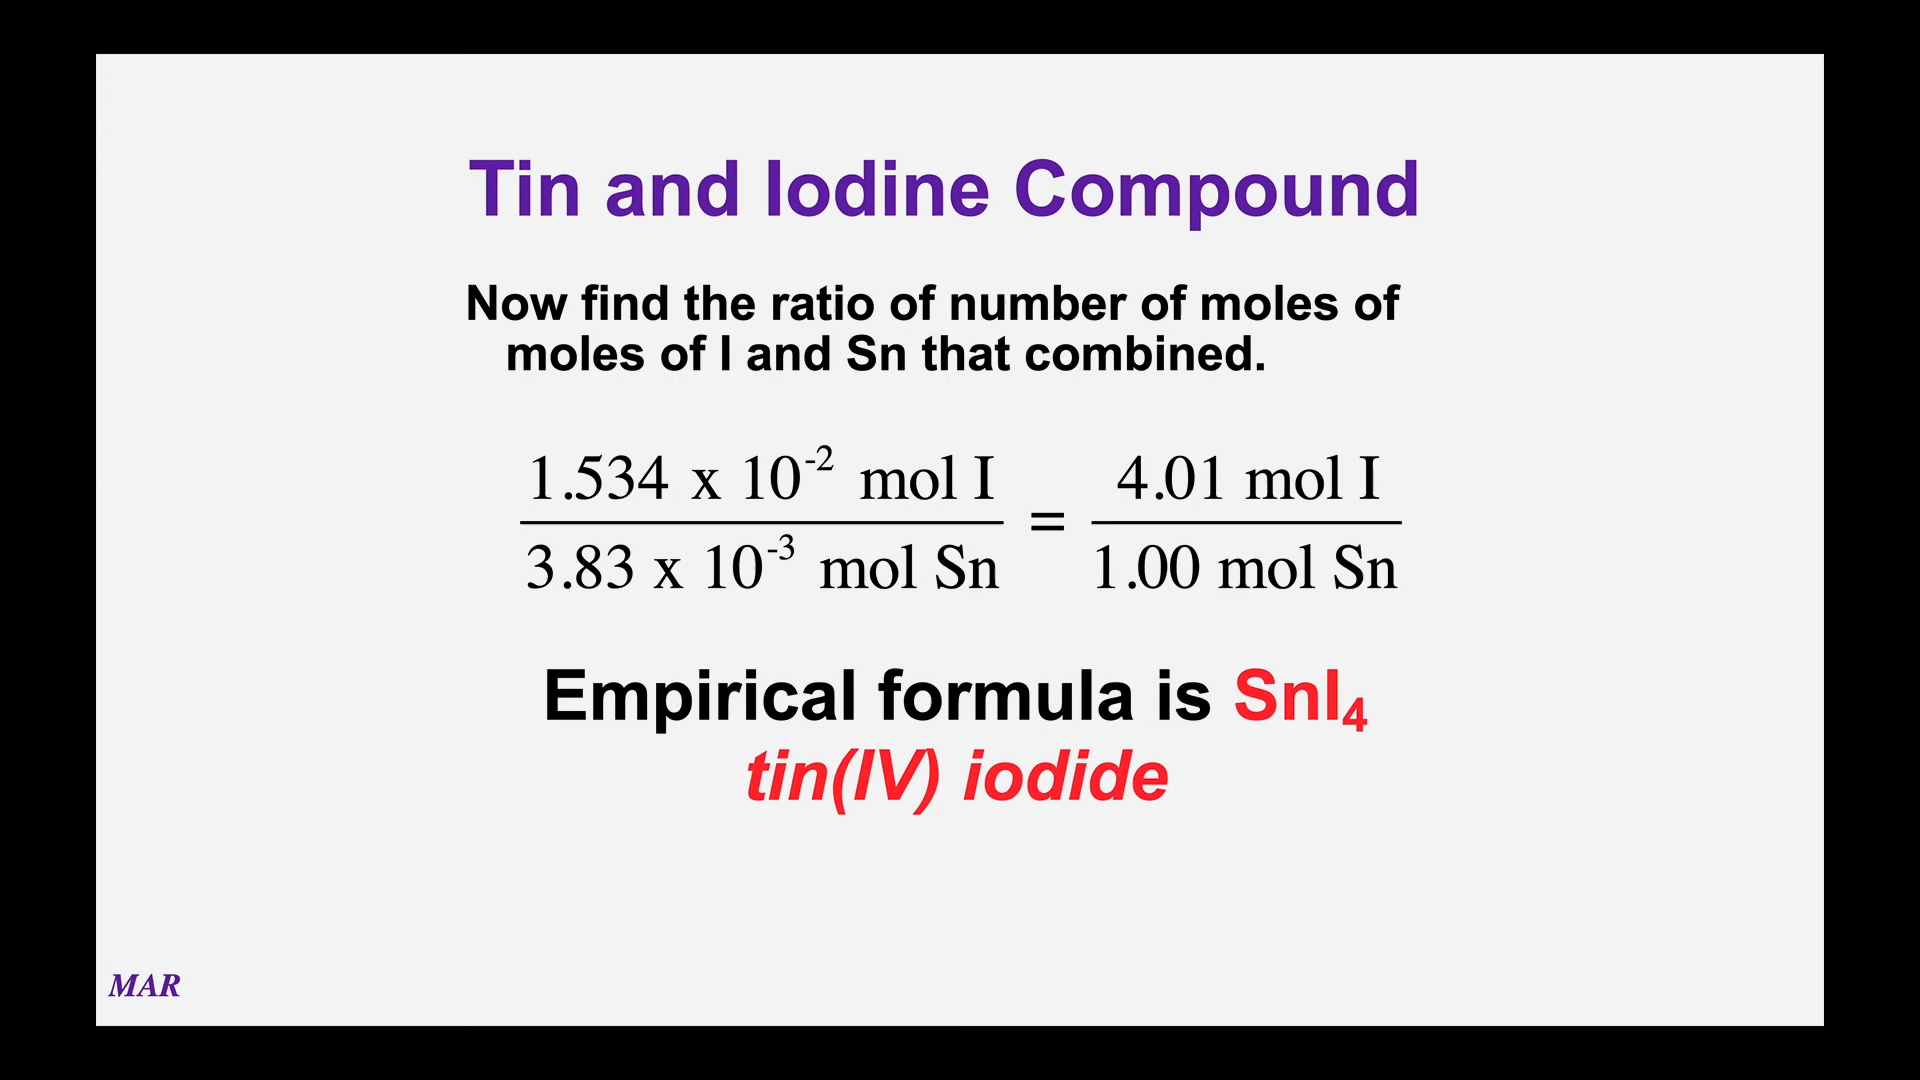 Tin and Iodine Compound
Now find the ratio of number of moles of
moles of I and Sn that combined.
1.534 x 10⁻² mol I / 3.83 x 10⁻³ mol Sn = 4.01 mol I / 1.00 mol Sn
Empirical formula is SnI₄
tin(IV) iodide
MAR